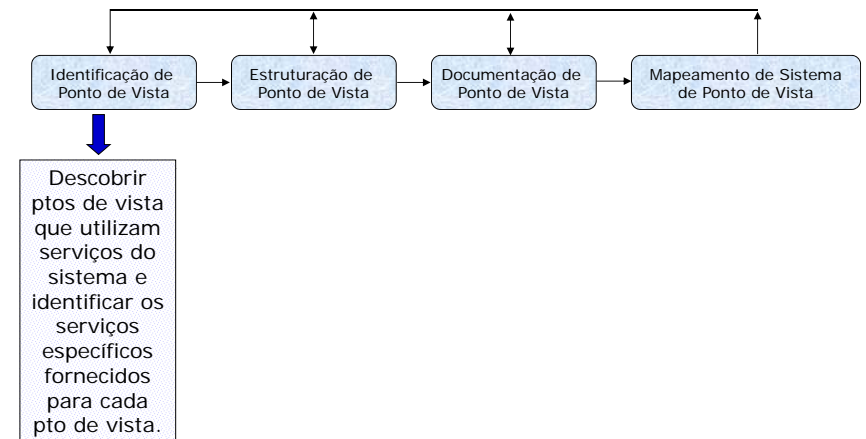 Identificação de
Ponto de Vista
Estruturação de
Ponto de Vista
Documentação de
Ponto de Vista
Mapeamento de Sistema
de Ponto de Vista
Descobrir
ptos de vista
que utilizam
serviços do
sistema e
identificar os
serviços
específicos
fornecidos
para cada
pto de vista.